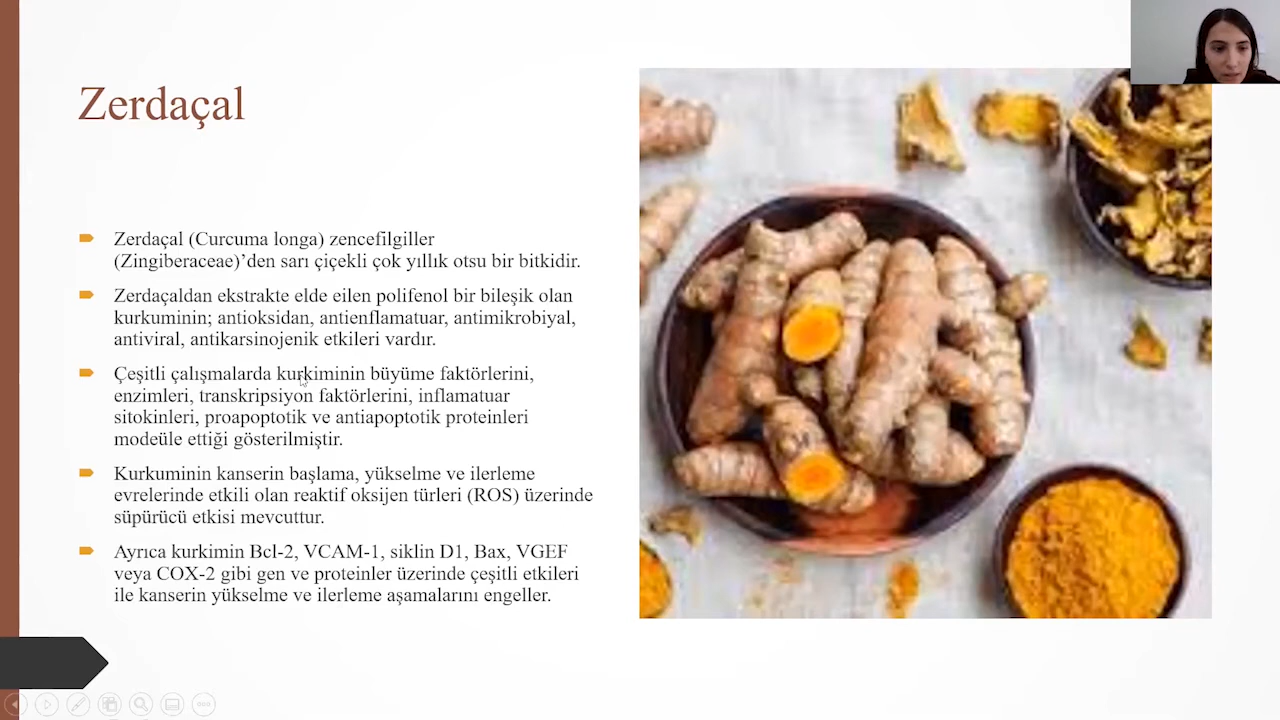 Zerdaçal
Zerdaçal (Curcuma longa) zencefilgiller
(Zingiberaceae)’den sarı çiçekli çok yıllık otsu bir bitkidir.
Zerdaçaldan ekstrakte elde eilen polifenol bir bileşik olan
kurkuminin; antioksidan, antienflamatuar, antimikrobiyal,
antiviral, antikarsinojenik etkileri vardır.
Çeşitli çalışmalarda kurkiminin büyüme faktörlerini,
enzimleri, transkripsiyon faktörlerini, inflamatuar
sitokinleri, proapoptotik ve antiapoptotik proteinleri
modeüle ettiği gösterilmiştir.
Kurkuminin kanserin başlama, yükselme ve ilerleme
evrelerinde etkili olan reaktif oksijen türleri (ROS) üzerinde
süpürücü etkisi mevcuttur.
Ayrıca kurkimin Bcl-2, VCAM-1, siklin D1, Bax, VGEF
veya COX-2 gibi gen ve proteinler üzerinde çeşitli etkileri
ile kanserin yükselme ve ilerleme aşamalarını engeller.